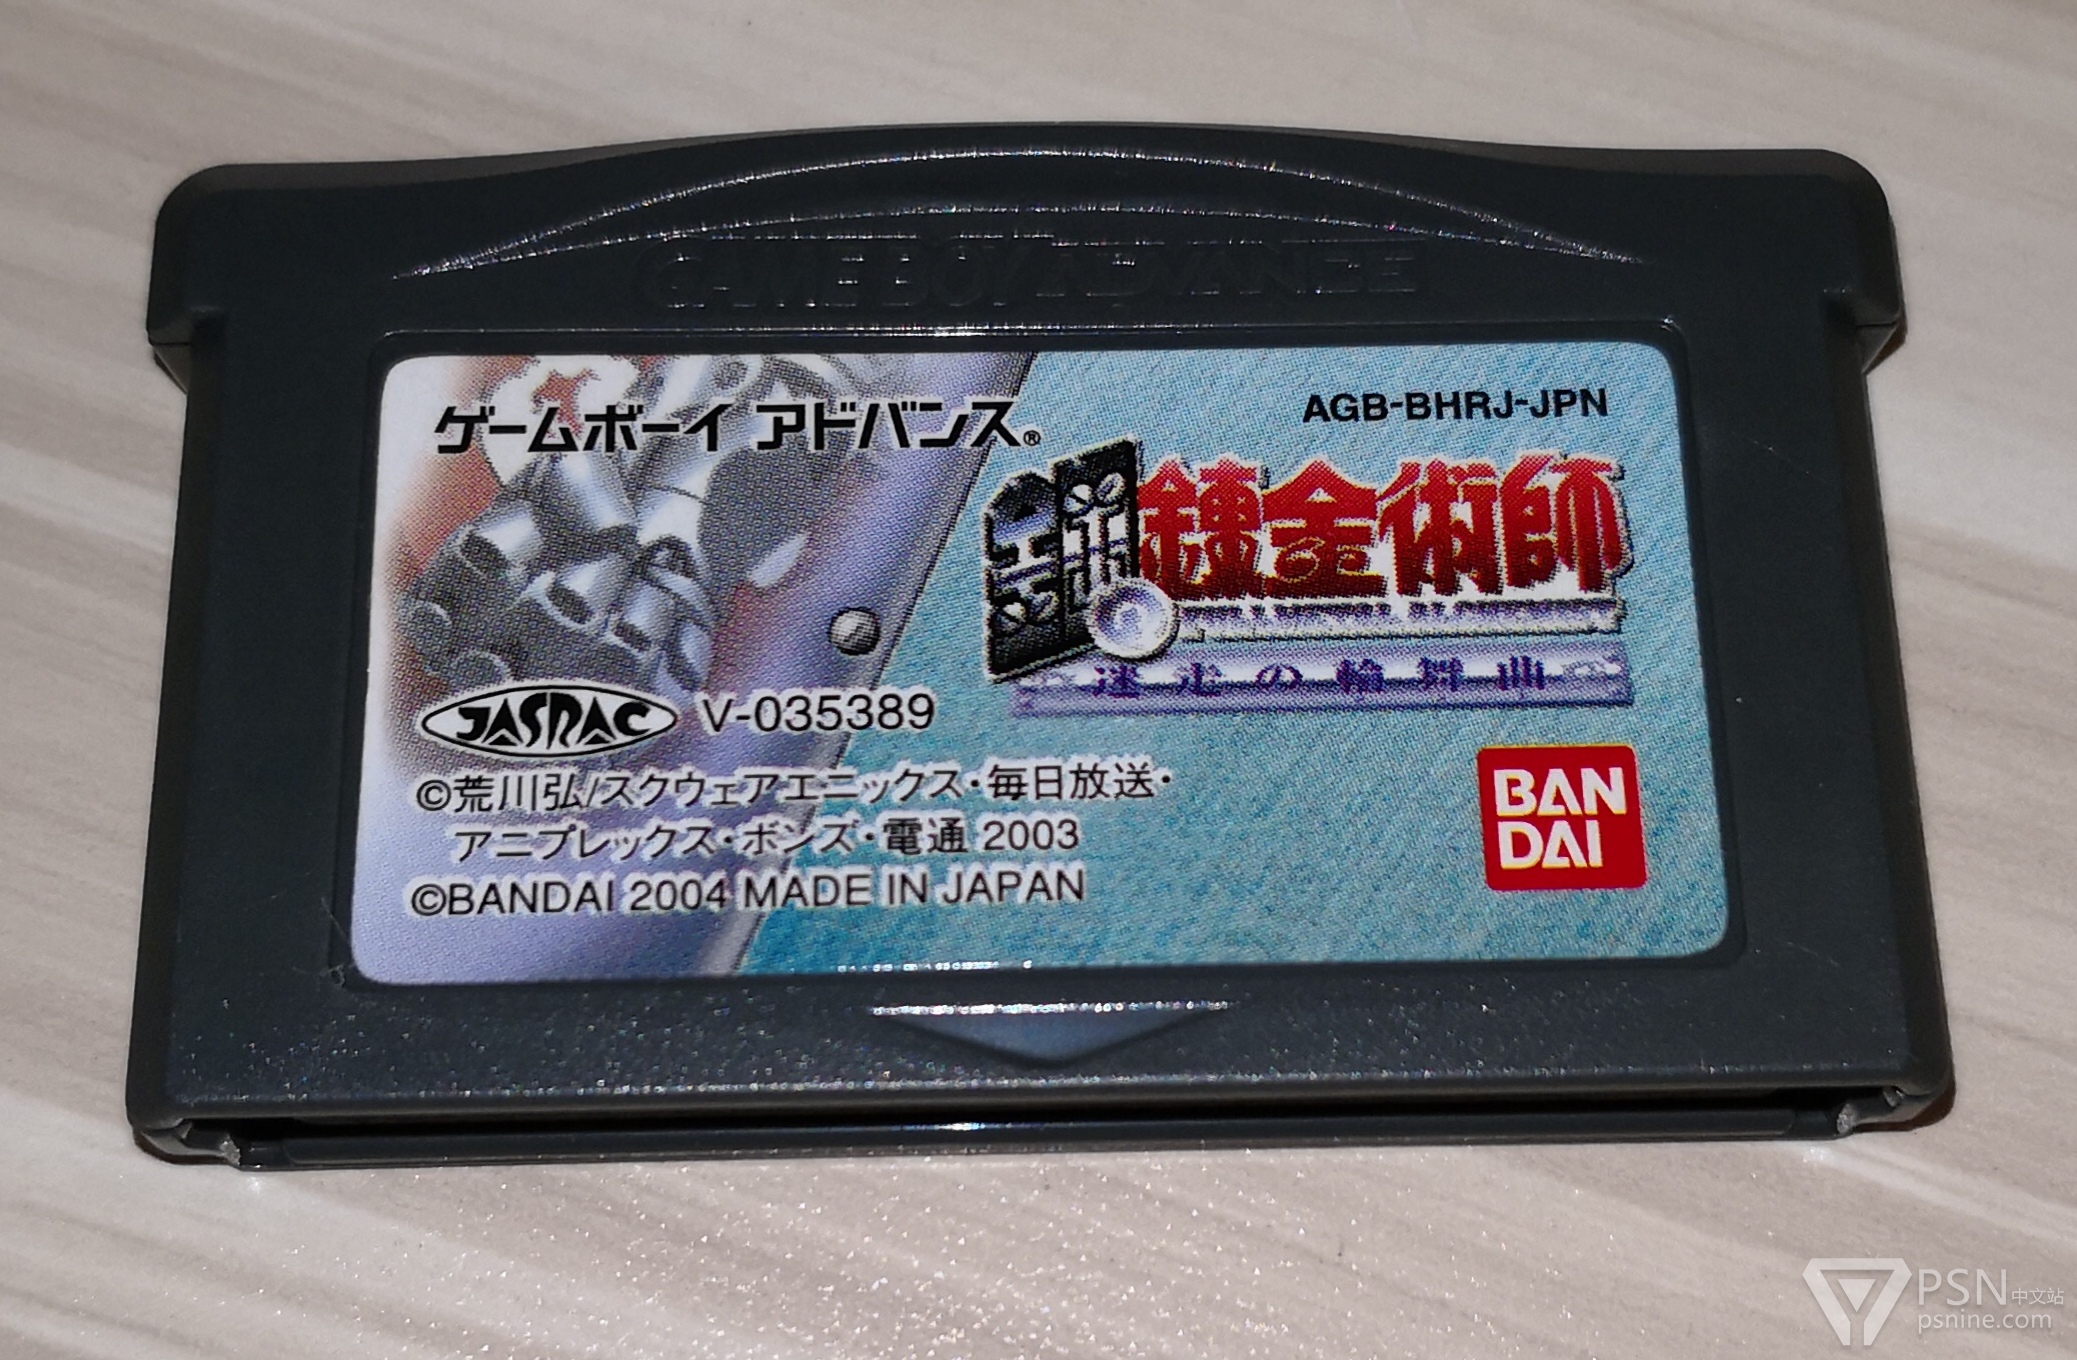 GAME BOY ADVANCE
ゲームボーイ アドバンス®
AGB-BHRJ-JPN
鋼の錬金術師
迷走の輪舞曲
JASRAC V-035389
©荒川弘/スクウェアエニックス・毎日放送・
アニプレックス・ボンズ・電通 2003
©BANDAI 2004 MADE IN JAPAN
BAN
DAI
PSN中文站
psnine.com